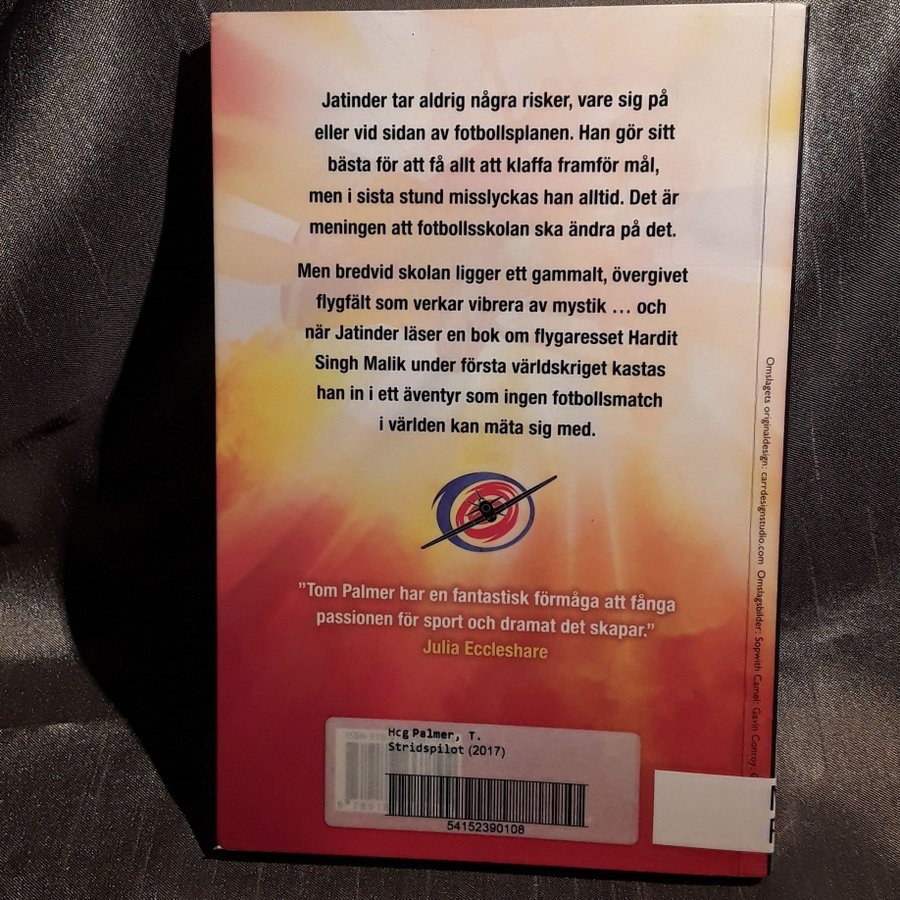 Jatinder tar aldrig några risker, vare sig på
eller vid sidan av fotbollsplanen. Han gör sitt
bästa för att få allt att klaffa framför mål,
men i sista stund misslyckas han alltid. Det är
meningen att fotbollsskolan ska ändra på det.
Men bredvid skolan ligger ett gammalt, övergivet
flygfält som verkar vibrera av mystik … och
när Jatinder läser en bok om flygaresset Hardit
Singh Malik under första världskriget kastas
han in i ett äventyr som ingen fotbollsmatch
i världen kan mäta sig med.
"Tom Palmer har en fantastisk förmåga att fånga
passionen för sport och dramat det skapar."
Julia Eccleshare
Omslagets originaldesign: carrdesignstudio.com Omslagsbilder: Sopwith Camel: Gavin Conroy;
Hcg Palmer, T.
Stridspilot (2017)
ISBN 978
54152390108